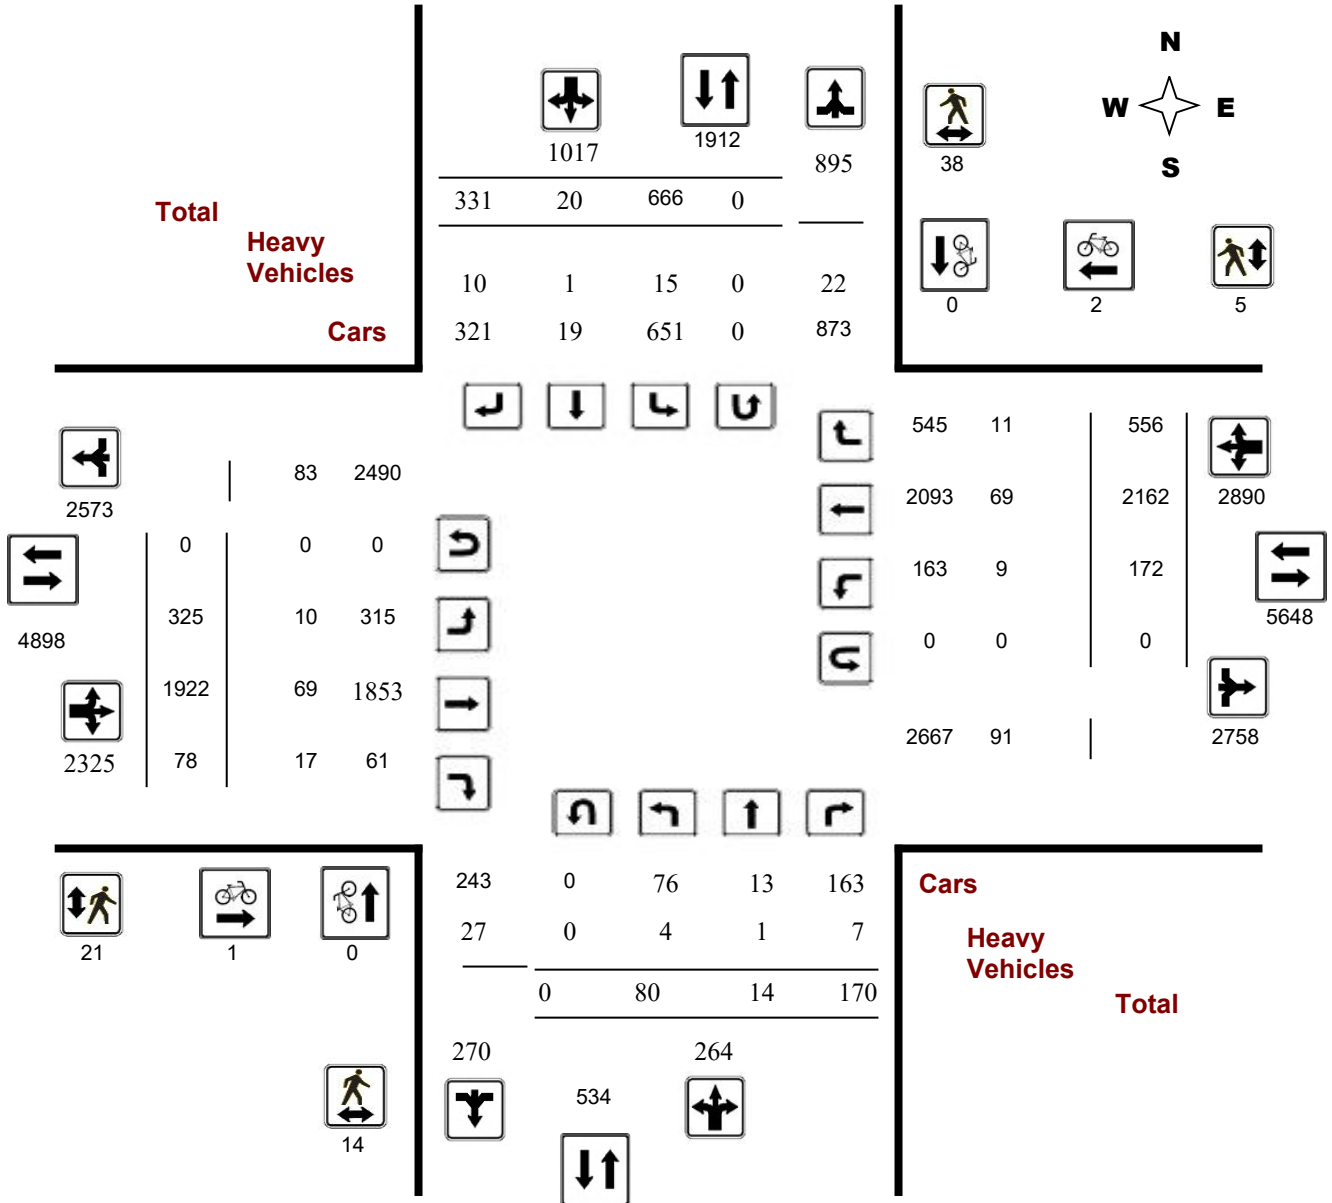 N
W E
S
1017 1912 895 38
331 20 666 0
Total
Heavy
Vehicles
10 1 15 0 22
Cars
321 19 651 0 873
0 2 5
545 11 556
83 2490
2573
2093 69 2162 2890
0 0 0
163 9 172
325 10 315
4898
5648
0 0 0
1922 69 1853
2325 78 17 61
2667 91 2758
243 0 76 13 163
Cars
27 0 4 1 7
Heavy
Vehicles
21 1 0
0 80 14 170
Total
270 264
534
14